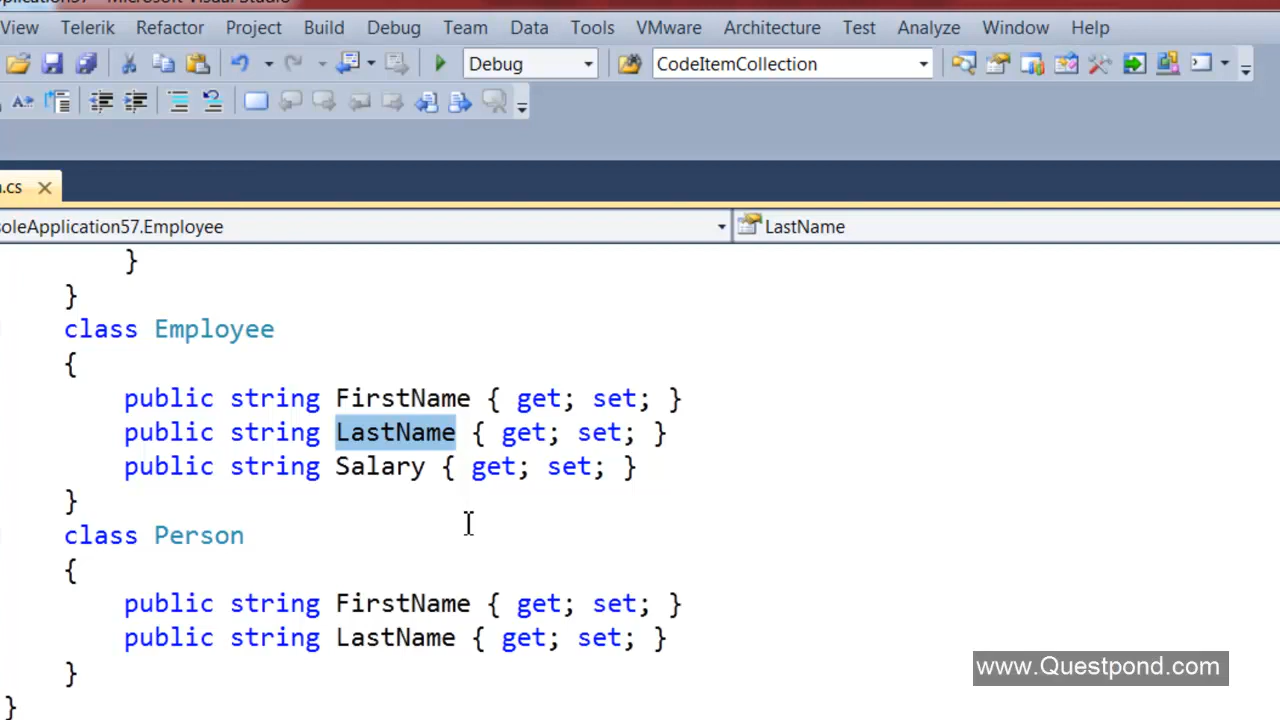 View Telerik Refactor Project Build Debug Team Data Tools VMware Architecture Test Analyze Window Help
Debug CodeItemCollection
.cs
oleApplication57.Employee LastName
}
}
class Employee
{
public string FirstName { get; set; }
public string LastName { get; set; }
public string Salary { get; set; }
}
class Person
{
public string FirstName { get; set; }
public string LastName { get; set; }
}
}
www.Questpond.com